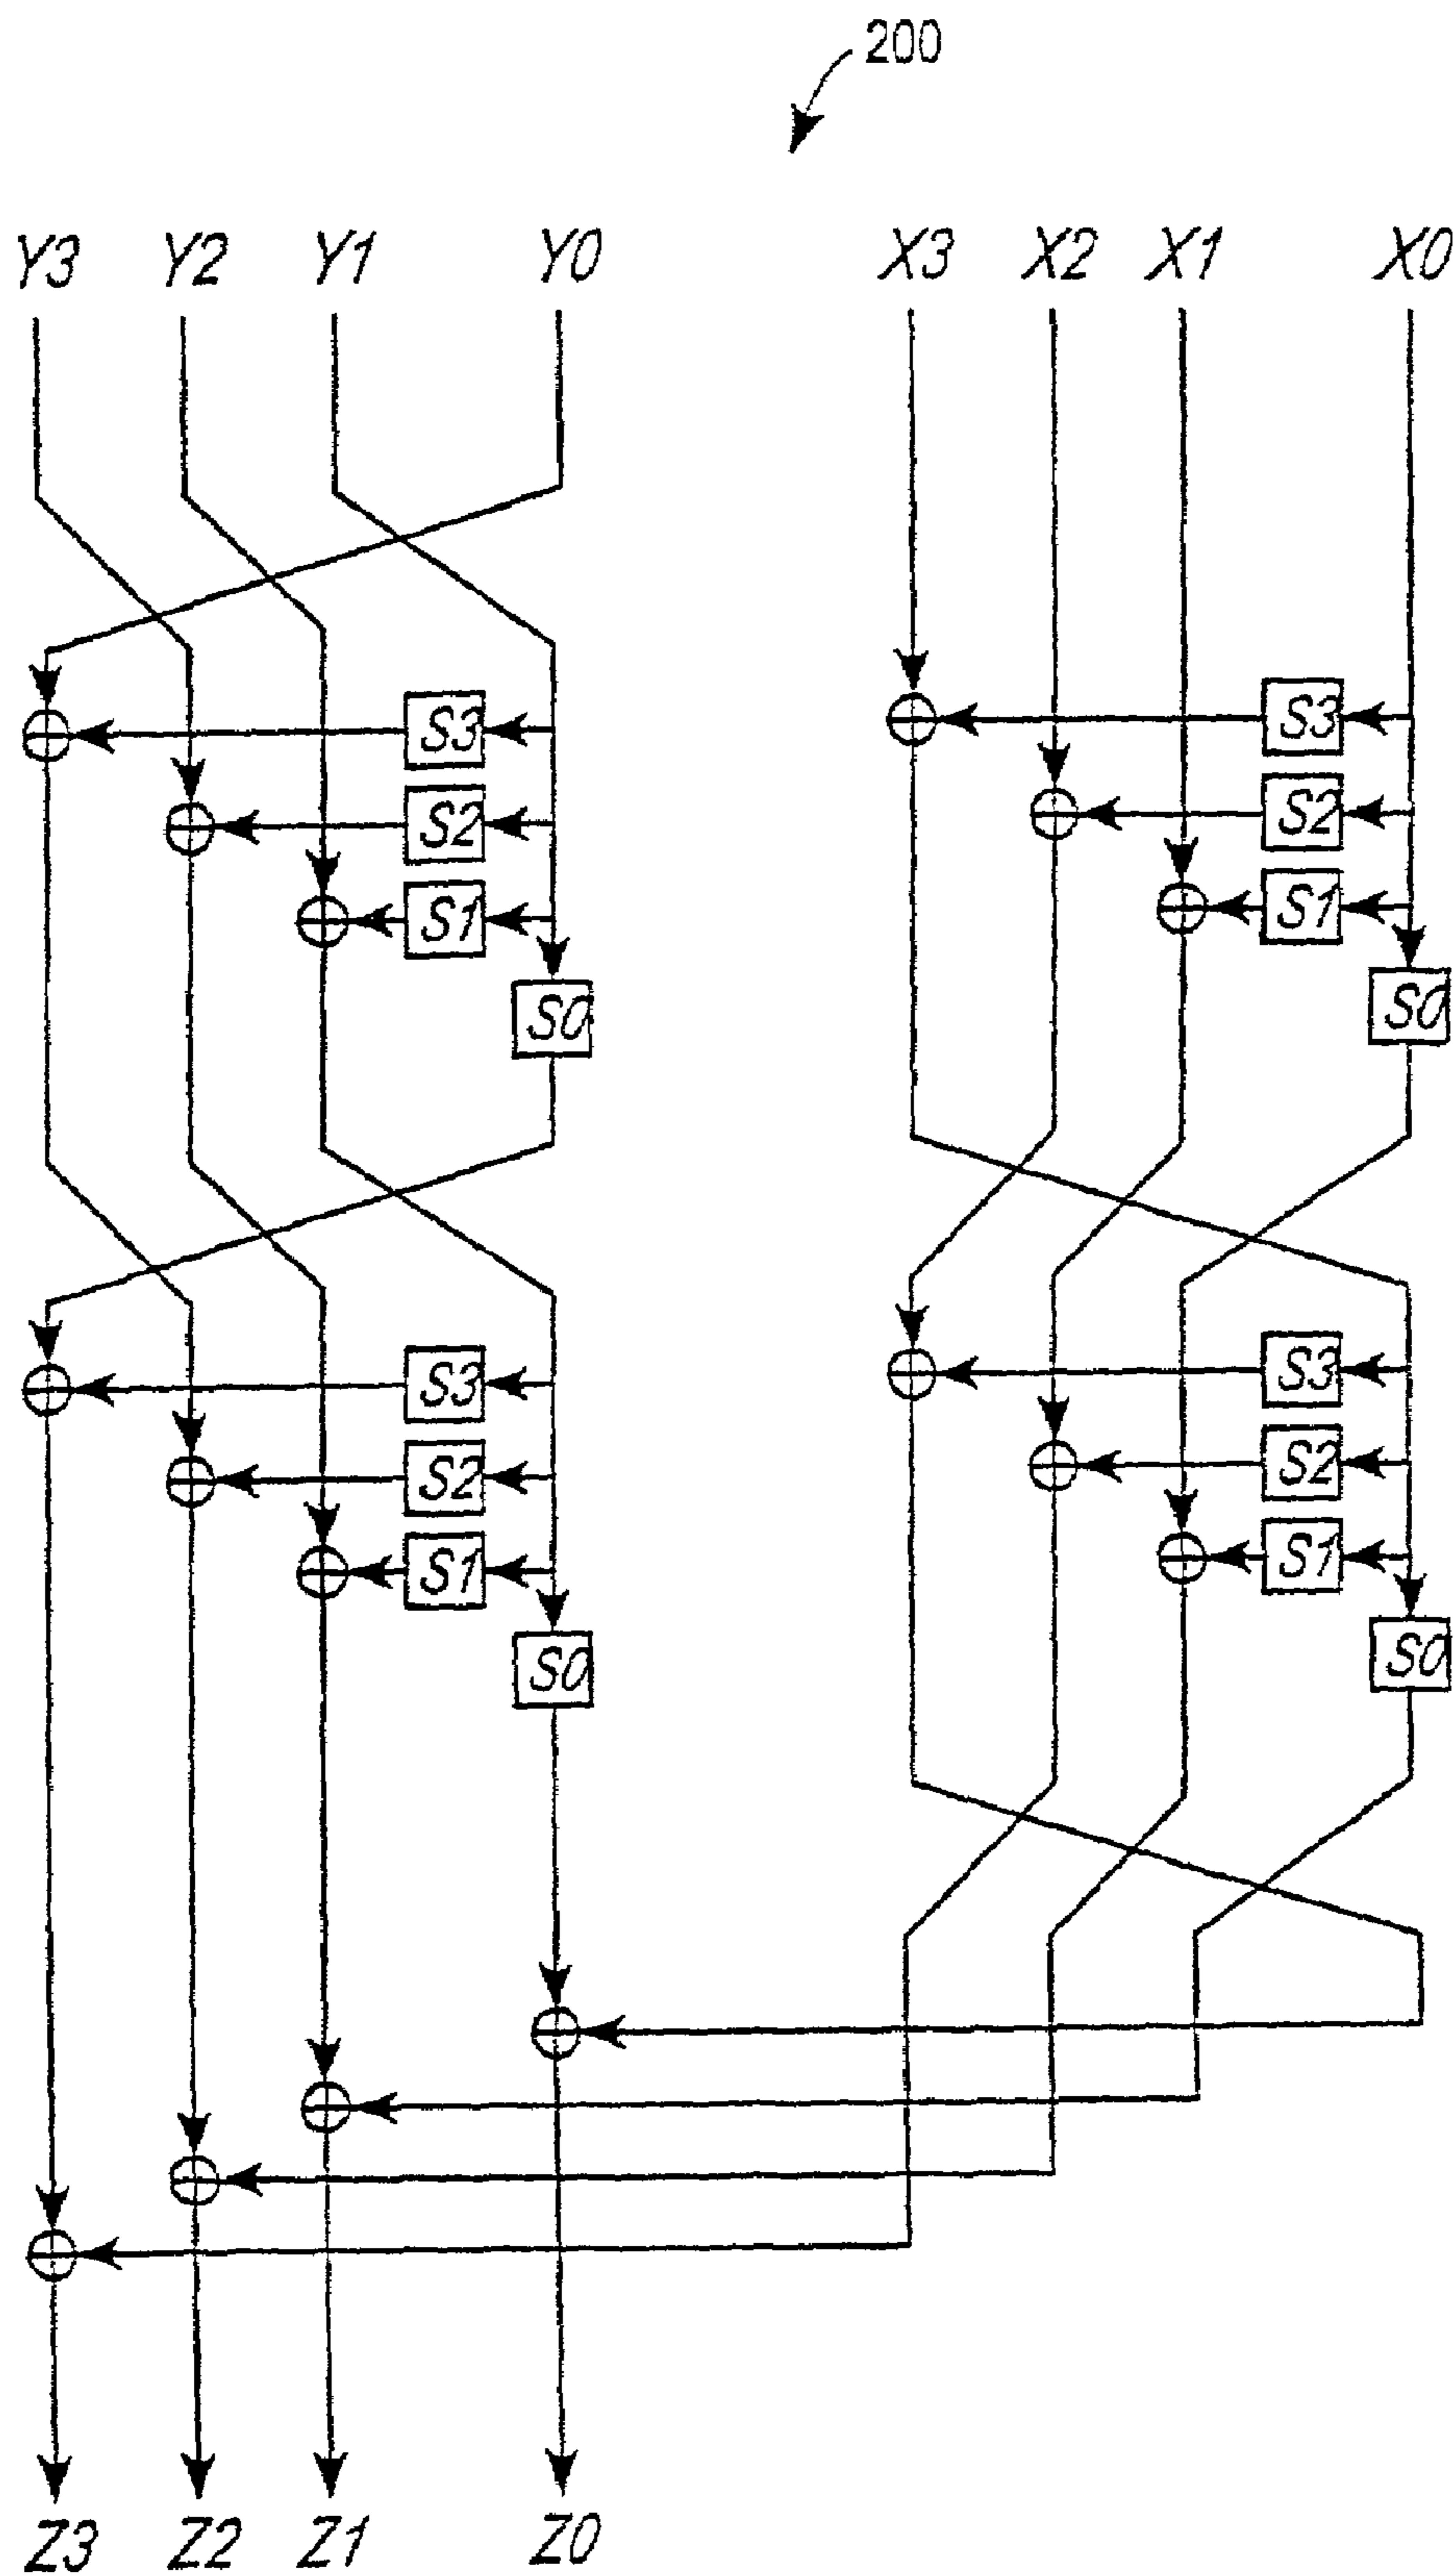 200
Y3 Y2 Y1 Y0 X3 X2 X1 X0
S3 S3
S2 S2
S1 S1
S0 S0
S3 S3
S2 S2
S1 S1
S0 S0
Z3 Z2 Z1 Z0